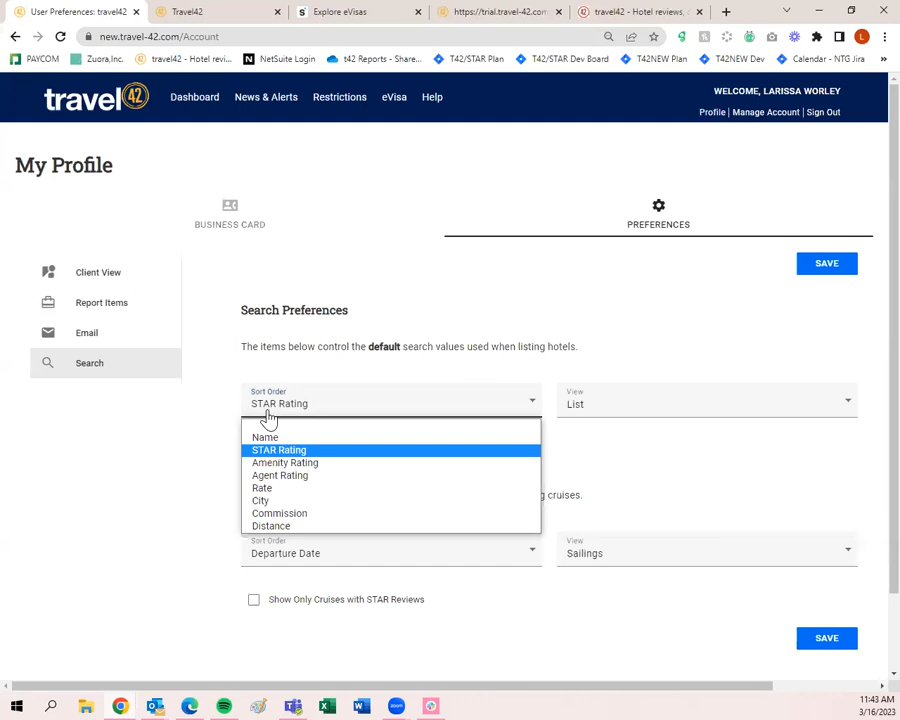 User Preferences: travel42
Travel42
Explore eVisas
https://trial.travel-42.com
travel42 - Hotel reviews,
new.travel-42.com/Account
L
PAYCOM
Zuora,Inc.
travel42 - Hotel revi...
NetSuite Login
t42 Reports - Share...
T42/STAR Plan
T42/STAR Dev Board
T42NEW Plan
T42NEW Dev
Calendar - NTG Jira
travel 42
Dashboard
News & Alerts
Restrictions
eVisa
Help
WELCOME, LARISSA WORLEY
Profile | Manage Account | Sign Out
My Profile
BUSINESS CARD
PREFERENCES
SAVE
Client View
Report Items
Email
Search
Search Preferences
The items below control the default search values used when listing hotels.
Sort Order
STAR Rating
View
List
Name
STAR Rating
Amenity Rating
Agent Rating
Rate
City
Commission
Distance
cruises.
Sort Order
Departure Date
View
Sailings
Show Only Cruises with STAR Reviews
SAVE
11:43 AM
3/16/2023